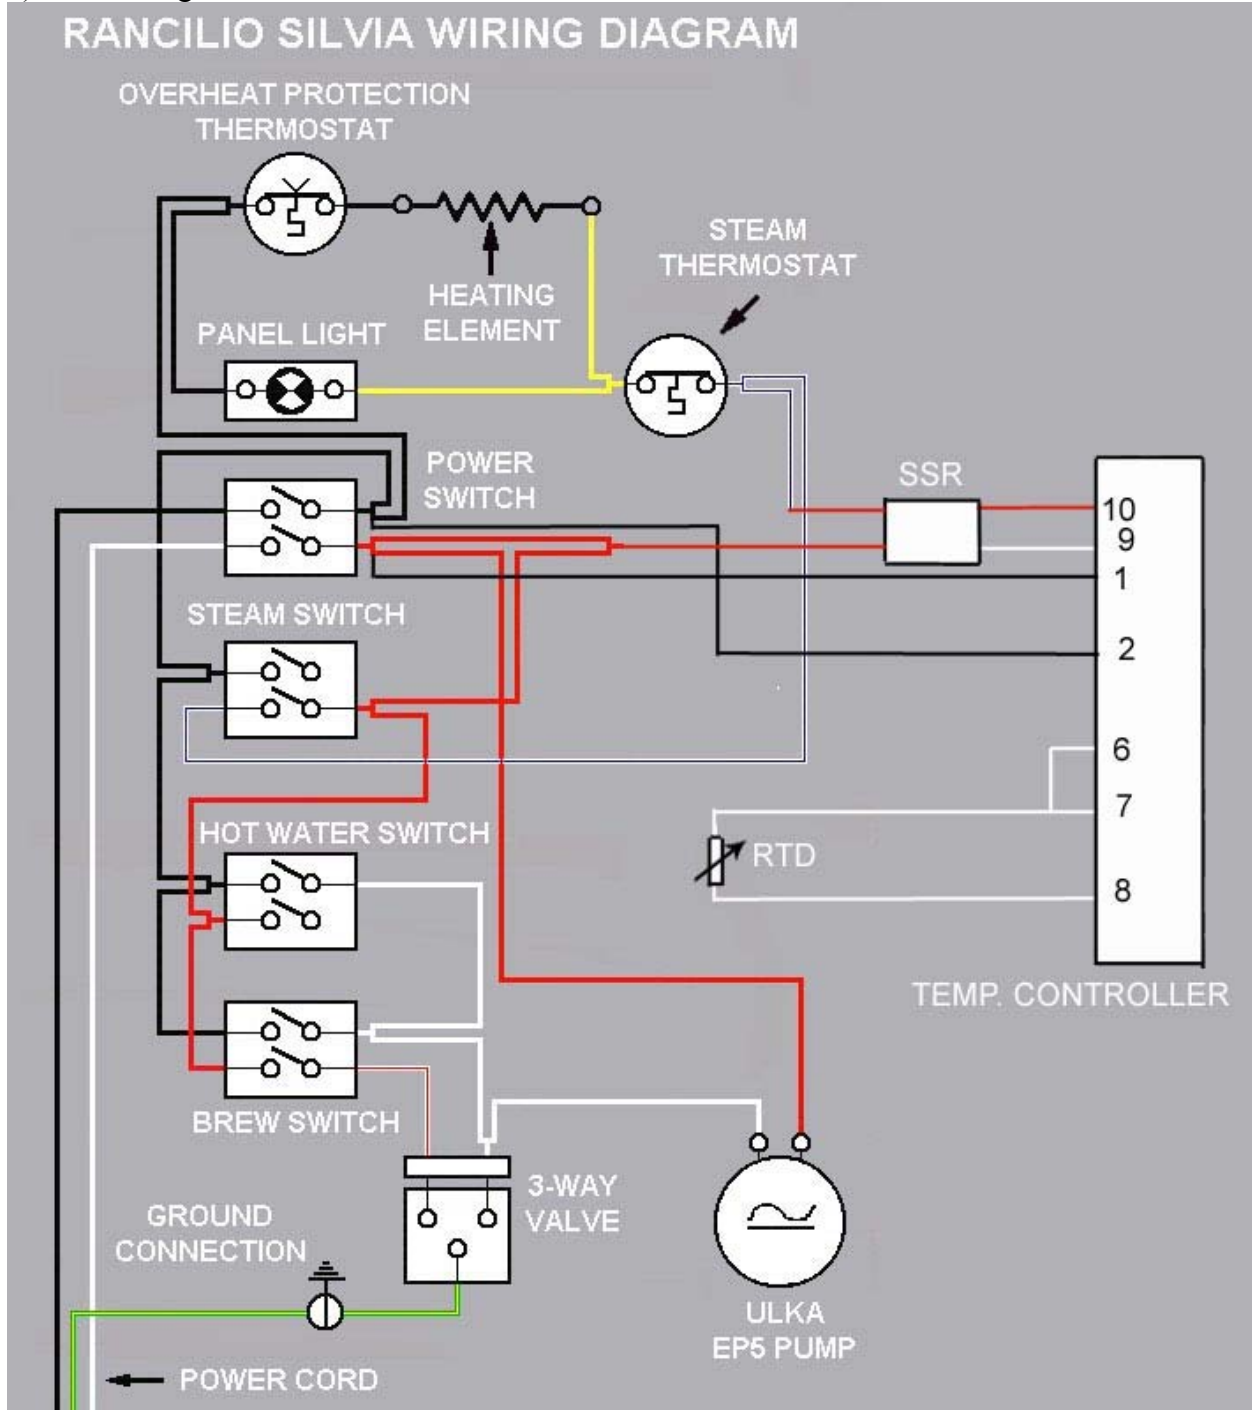 RANCILIO SILVIA WIRING DIAGRAM
OVERHEAT PROTECTION
THERMOSTAT
STEAM
THERMOSTAT
HEATING
ELEMENT
PANEL LIGHT
POWER
SWITCH
SSR
10
9
1
2
STEAM SWITCH
6
7
HOT WATER SWITCH
RTD
8
TEMP. CONTROLLER
BREW SWITCH
3-WAY
VALVE
GROUND
CONNECTION
ULKA
EP5 PUMP
POWER CORD